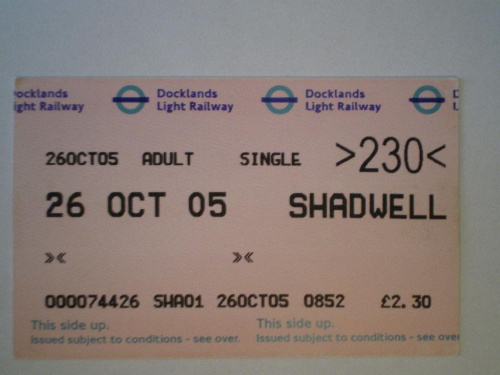 ocklands Docklands Docklands D
ight Railway Light Railway Light Railway L
26OCT05 ADULT SINGLE >230<
26 OCT 05 SHADWELL
»« »«
000074426 SHA01 26OCT05 0852 £2.30
This side up. This side up.
Issued subject to conditions - see over. Issued subject to conditions - see over.